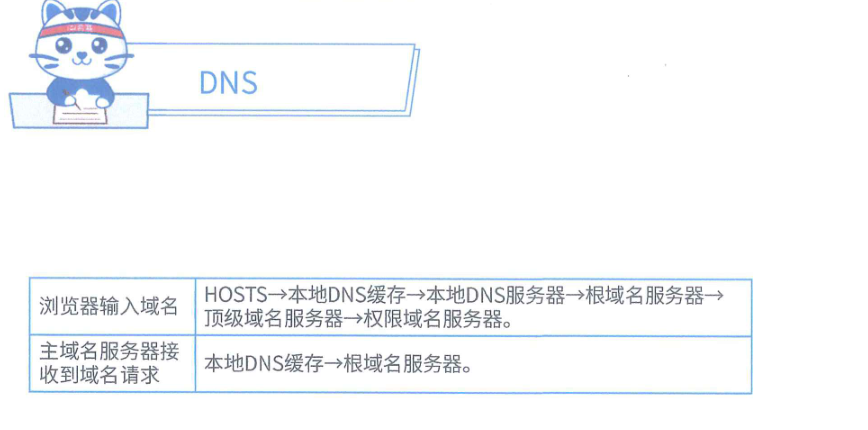 DNS
浏览器输入域名
HOSTS→本地DNS缓存→本地DNS服务器→根域名服务器→
顶级域名服务器→权限域名服务器。
主域名服务器接
收到域名请求
本地DNS缓存→根域名服务器。